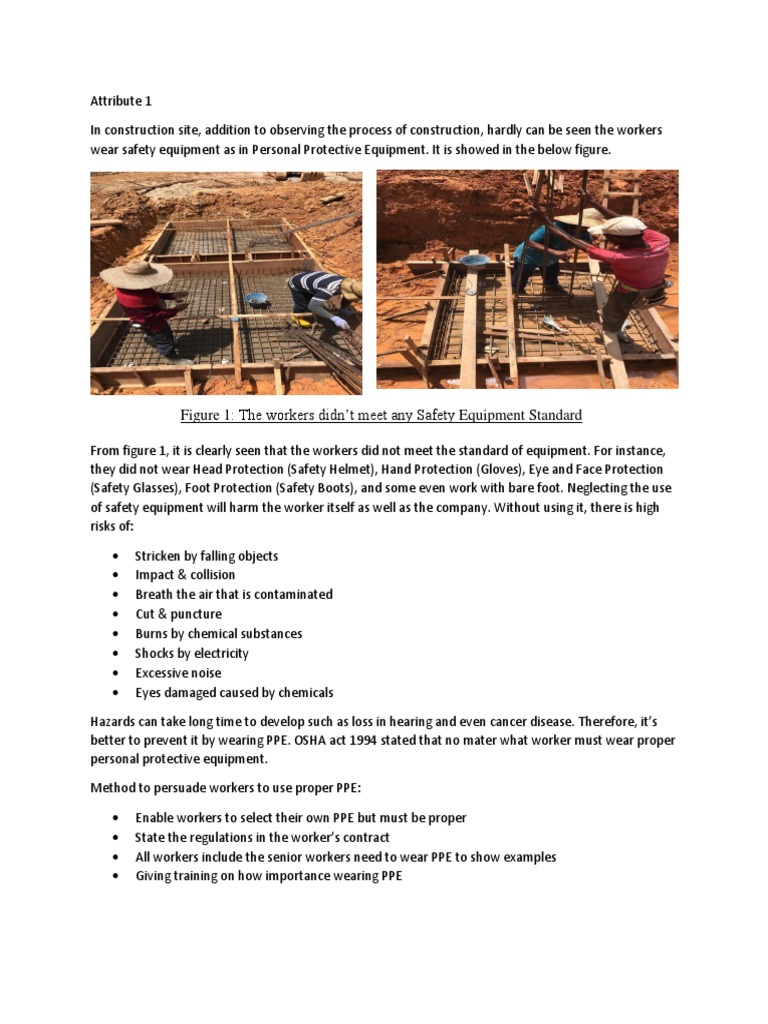 Attribute 1
In construction site, addition to observing the process of construction, hardly can be seen the workers
wear safety equipment as in Personal Protective Equipment. It is showed in the below figure.
Figure 1: The workers didn't meet any Safety Equipment Standard
From figure 1, it is clearly seen that the workers did not meet the standard of equipment. For instance,
they did not wear Head Protection (Safety Helmet), Hand Protection (Gloves), Eye and Face Protection
(Safety Glasses), Foot Protection (Safety Boots), and some even work with bare foot. Neglecting the use
of safety equipment will harm the worker itself as well as the company. Without using it, there is high
risks of:
• Stricken by falling objects
• Impact & collision
• Breath the air that is contaminated
• Cut & puncture
• Burns by chemical substances
• Shocks by electricity
• Excessive noise
• Eyes damaged caused by chemicals
Hazards can take long time to develop such as loss in hearing and even cancer disease. Therefore, it's
better to prevent it by wearing PPE. OSHA act 1994 stated that no mater what worker must wear proper
personal protective equipment.
Method to persuade workers to use proper PPE:
• Enable workers to select their own PPE but must be proper
• State the regulations in the worker's contract
• All workers include the senior workers need to wear PPE to show examples
• Giving training on how importance wearing PPE